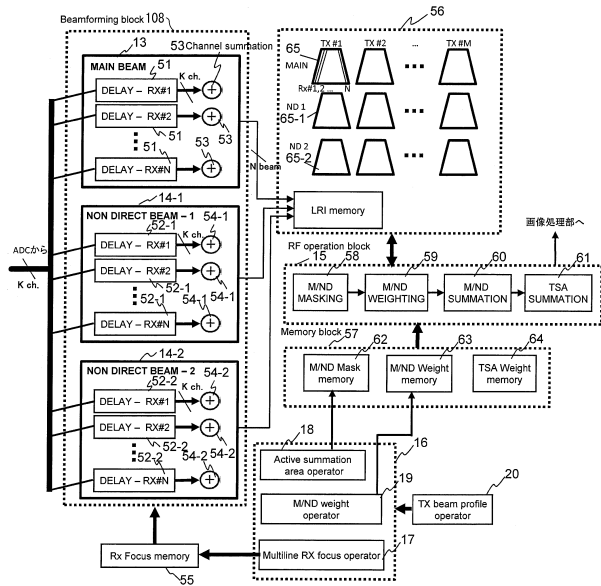 Beamforming block 108
56
13
53 Channel summation
MAIN BEAM
51
K ch.
DELAY – RX#1
DELAY – RX#2
51
53
51
53
DELAY – RX#N
N beam
TX #1 TX #2 ... TX #M
65
MAIN
Rx#1,2 ... N
ND 1
65-1
ND 2
65-2
LRI memory
14-1
NON DIRECT BEAM – 1
52-1
K ch.
54-1
DELAY – RX#1
DELAY – RX#2
52-1
54-1
52-1
54-1
DELAY – RX#N
ADCから
K ch.
画像処理部へ
RF operation block
15
58
59
60
61
M/ND MASKING
M/ND WEIGHTING
M/ND SUMMATION
TSA SUMMATION
Memory block
57
62
63
64
M/ND Mask memory
M/ND Weight memory
TSA Weight memory
14-2
NON DIRECT BEAM – 2
52-2
K ch.
54-2
DELAY – RX#1
DELAY – RX#2
52-2
54-2
52-2
54-2
DELAY – RX#N
18
16
Active summation area operator
19
M/ND weight operator
20
TX beam profile operator
17
Multiline RX focus operator
Rx Focus memory
55